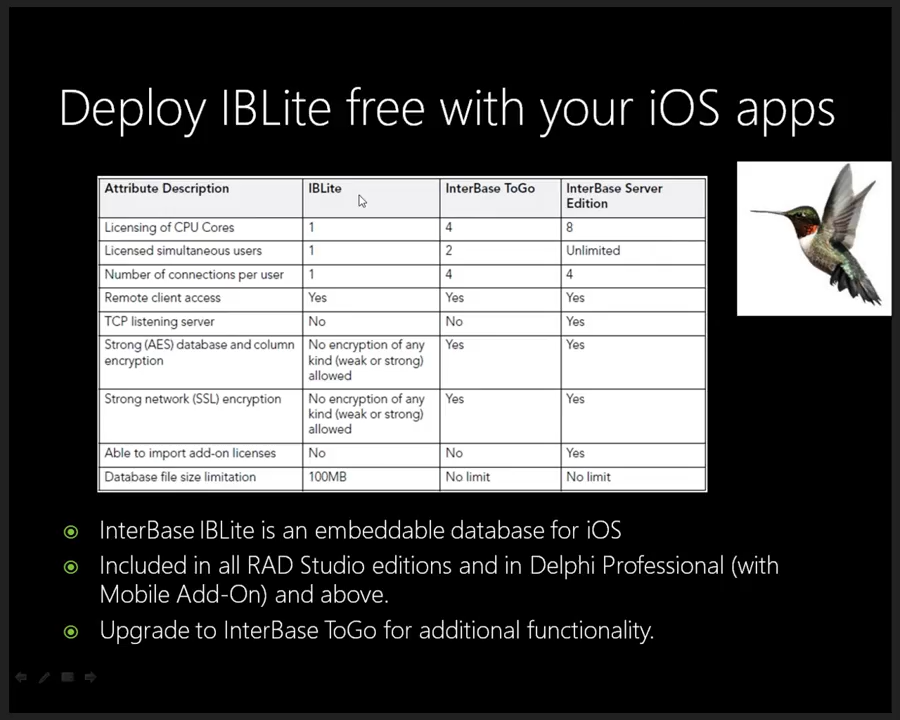 Deploy IBLite free with your iOS apps
Attribute Description IBLite InterBase ToGo InterBase Server Edition
Licensing of CPU Cores 1 4 8
Licensed simultaneous users 1 2 Unlimited
Number of connections per user 1 4 4
Remote client access Yes Yes Yes
TCP listening server No No Yes
Strong (AES) database and column encryption No encryption of any kind (weak or strong) allowed Yes Yes
Strong network (SSL) encryption No encryption of any kind (weak or strong) allowed Yes Yes
Able to import add-on licenses No No Yes
Database file size limitation 100MB No limit No limit
InterBase IBLite is an embeddable database for iOS
Included in all RAD Studio editions and in Delphi Professional (with
Mobile Add-On) and above.
Upgrade to InterBase ToGo for additional functionality.